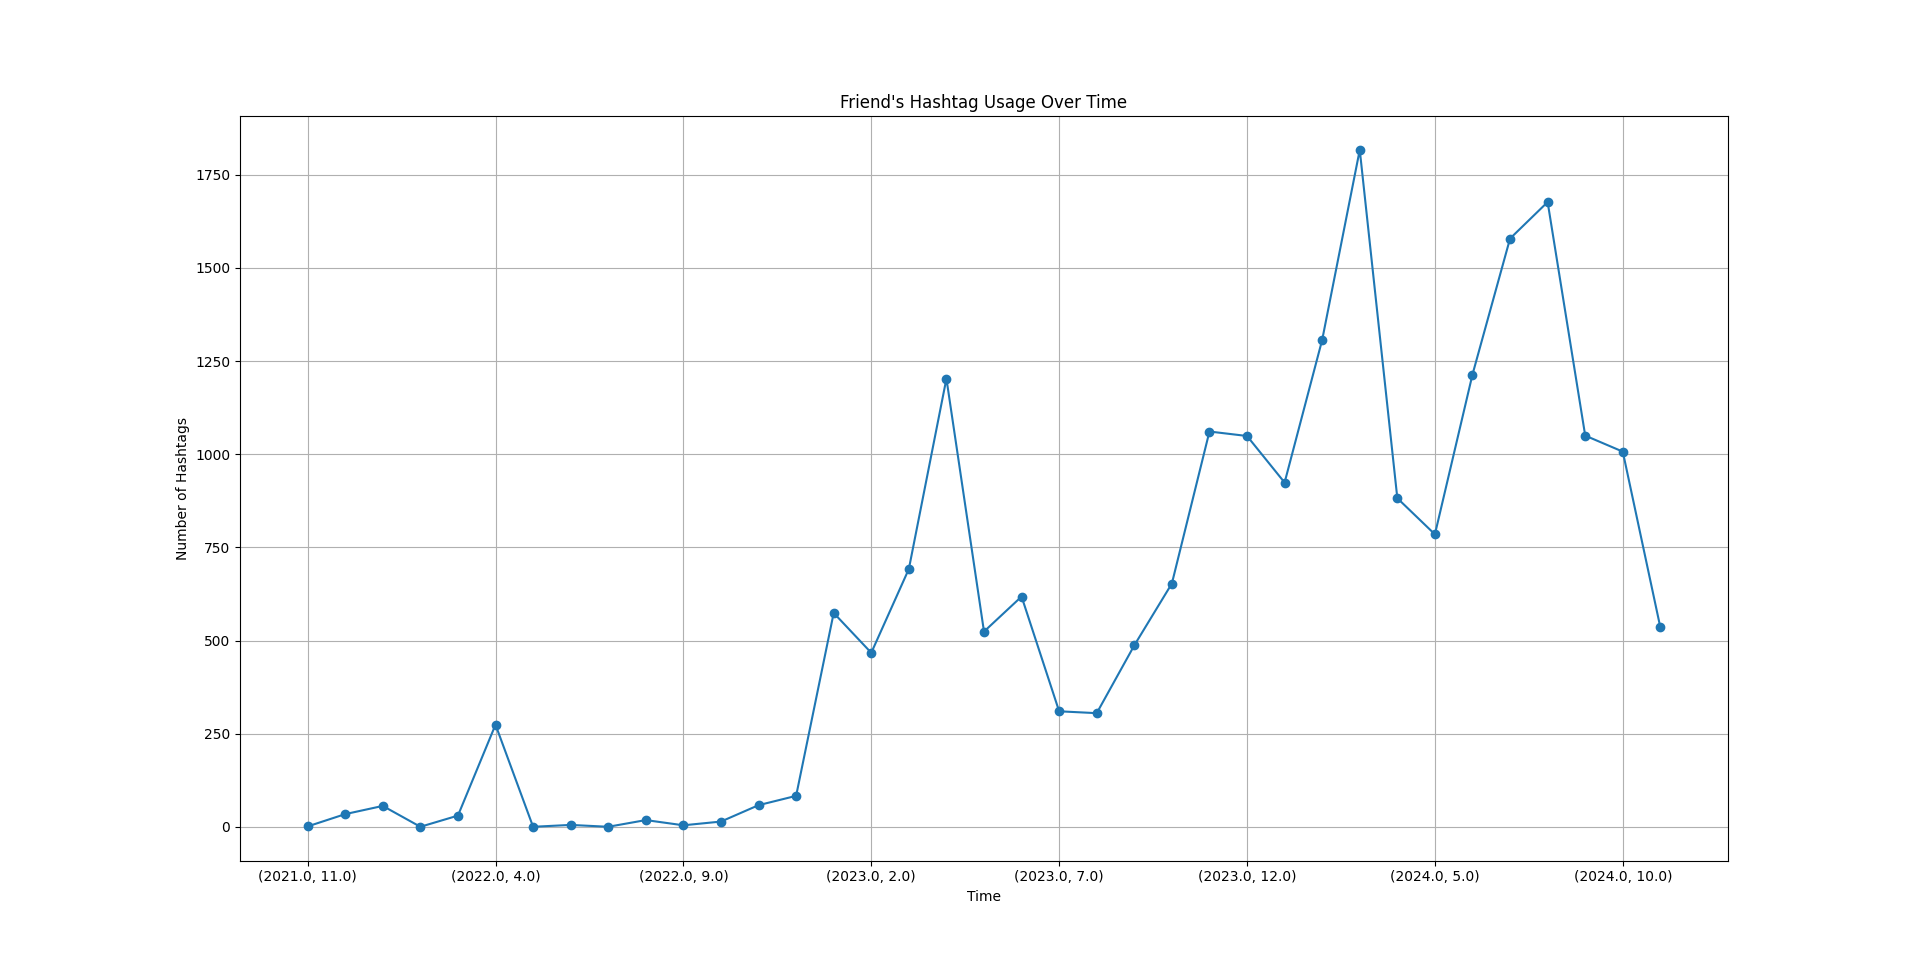 Friend's Hashtag Usage Over Time
Number of Hashtags
1750
1500
1250
1000
750
500
250
0
(2021.0, 11.0) (2022.0, 4.0) (2022.0, 9.0) (2023.0, 2.0) (2023.0, 7.0) (2023.0, 12.0) (2024.0, 5.0) (2024.0, 10.0)
Time